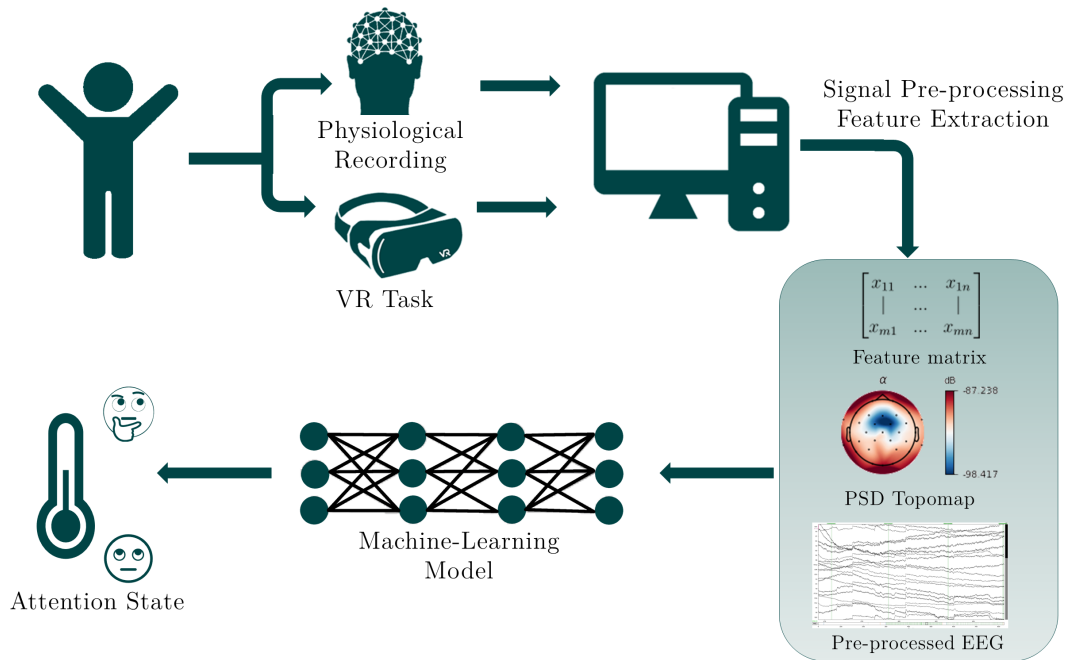 Physiological
Recording
VR
VR Task
Signal Pre-processing
Feature Extraction
x11 ... x1n
| ... |
xm1 ... xmn
Feature matrix
α
dB
-87.238
-98.417
PSD Topomap
Pre-processed EEG
Machine-Learning
Model
Attention State